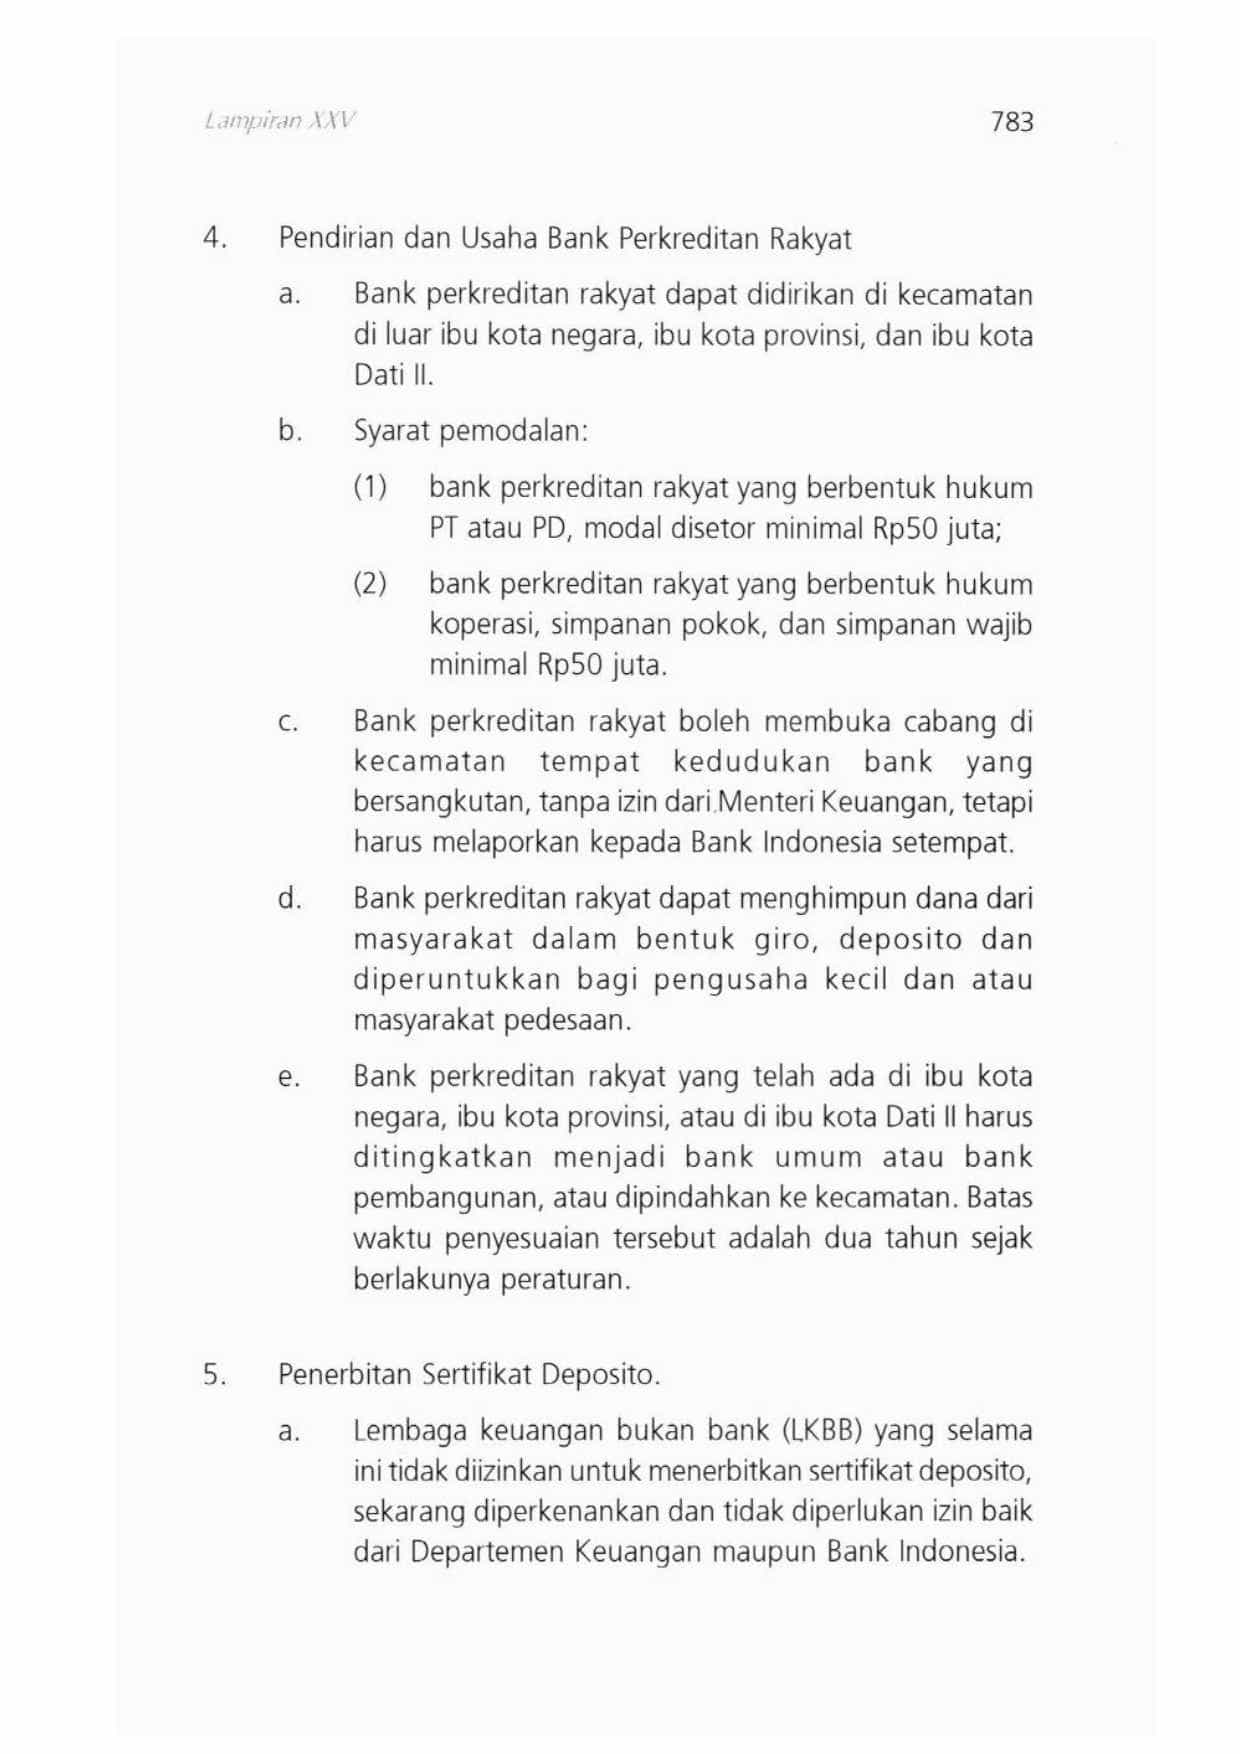 Lampiran XXV 783
4. Pendirian dan Usaha Bank Perkreditan Rakyat
a. Bank perkreditan rakyat dapat didirikan di kecamatan
di luar ibu kota negara, ibu kota provinsi, dan ibu kota
Dati II.
b. Syarat pemodalan:
(1) bank perkreditan rakyat yang berbentuk hukum
PT atau PD, modal disetor minimal Rp50 juta;
(2) bank perkreditan rakyat yang berbentuk hukum
koperasi, simpanan pokok, dan simpanan wajib
minimal Rp50 juta.
c. Bank perkreditan rakyat boleh membuka cabang di
kecamatan tempat kedudukan bank yang
bersangkutan, tanpa izin dari Menteri Keuangan, tetapi
harus melaporkan kepada Bank Indonesia setempat.
d. Bank perkreditan rakyat dapat menghimpun dana dari
masyarakat dalam bentuk giro, deposito dan
diperuntukkan bagi pengusaha kecil dan atau
masyarakat pedesaan.
e. Bank perkreditan rakyat yang telah ada di ibu kota
negara, ibu kota provinsi, atau di ibu kota Dati II harus
ditingkatkan menjadi bank umum atau bank
pembangunan, atau dipindahkan ke kecamatan. Batas
waktu penyesuaian tersebut adalah dua tahun sejak
berlakunya peraturan.
5. Penerbitan Sertifikat Deposito.
a. Lembaga keuangan bukan bank (LKBB) yang selama
ini tidak diizinkan untuk menerbitkan sertifikat deposito,
sekarang diperkenankan dan tidak diperlukan izin baik
dari Departemen Keuangan maupun Bank Indonesia.